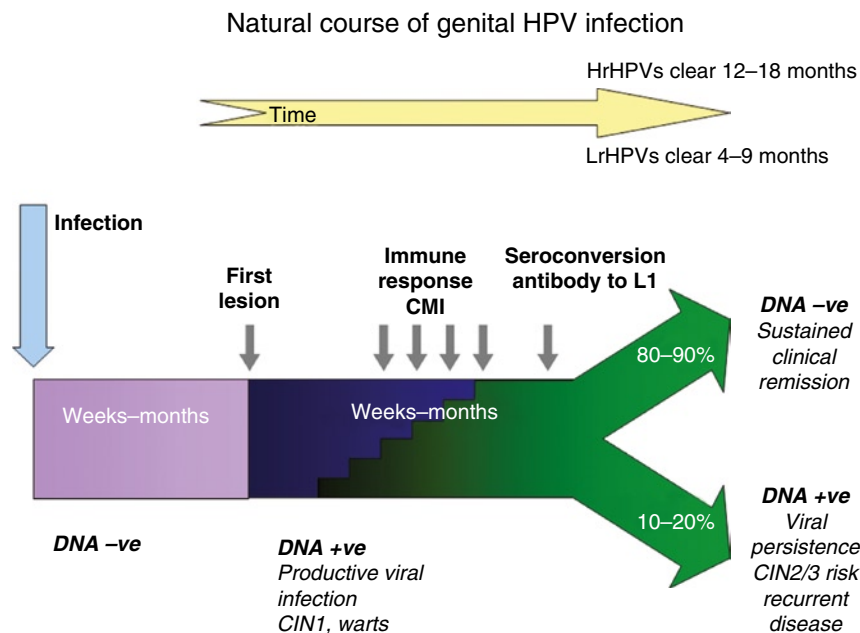 Natural course of genital HPV infection
HrHPVs clear 12–18 months
Time
LrHPVs clear 4–9 months
Infection
First
lesion
Immune
response
CMI
Seroconversion
antibody to L1
DNA –ve
Sustained
clinical
remission
80–90%
Weeks–months
Weeks–months
10–20%
DNA +ve
Viral
persistence
CIN2/3 risk
recurrent
disease
DNA –ve
DNA +ve
Productive viral
infection
CIN1, warts